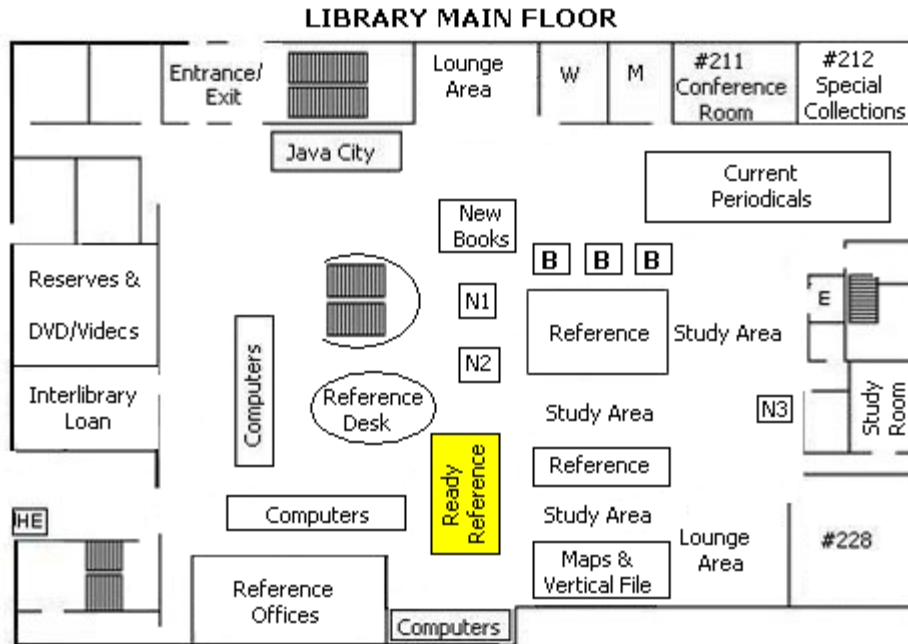 LIBRARY MAIN FLOOR
Entrance/
Exit
Lounge
Area
W
M
#211
Conference
Room
#212
Special
Collections
Java City
Current
Periodicals
New
Books
B
B
B
Reserves &
DVD/Videcs
N1
E
Reference
Study Area
N2
Computers
Interlibrary
Loan
Reference
Desk
Study Area
N3
Study
Room
Ready
Reference
Reference
Computers
Study Area
HE
Maps &
Vertical File
Lounge
Area
#228
Reference
Offices
Computers